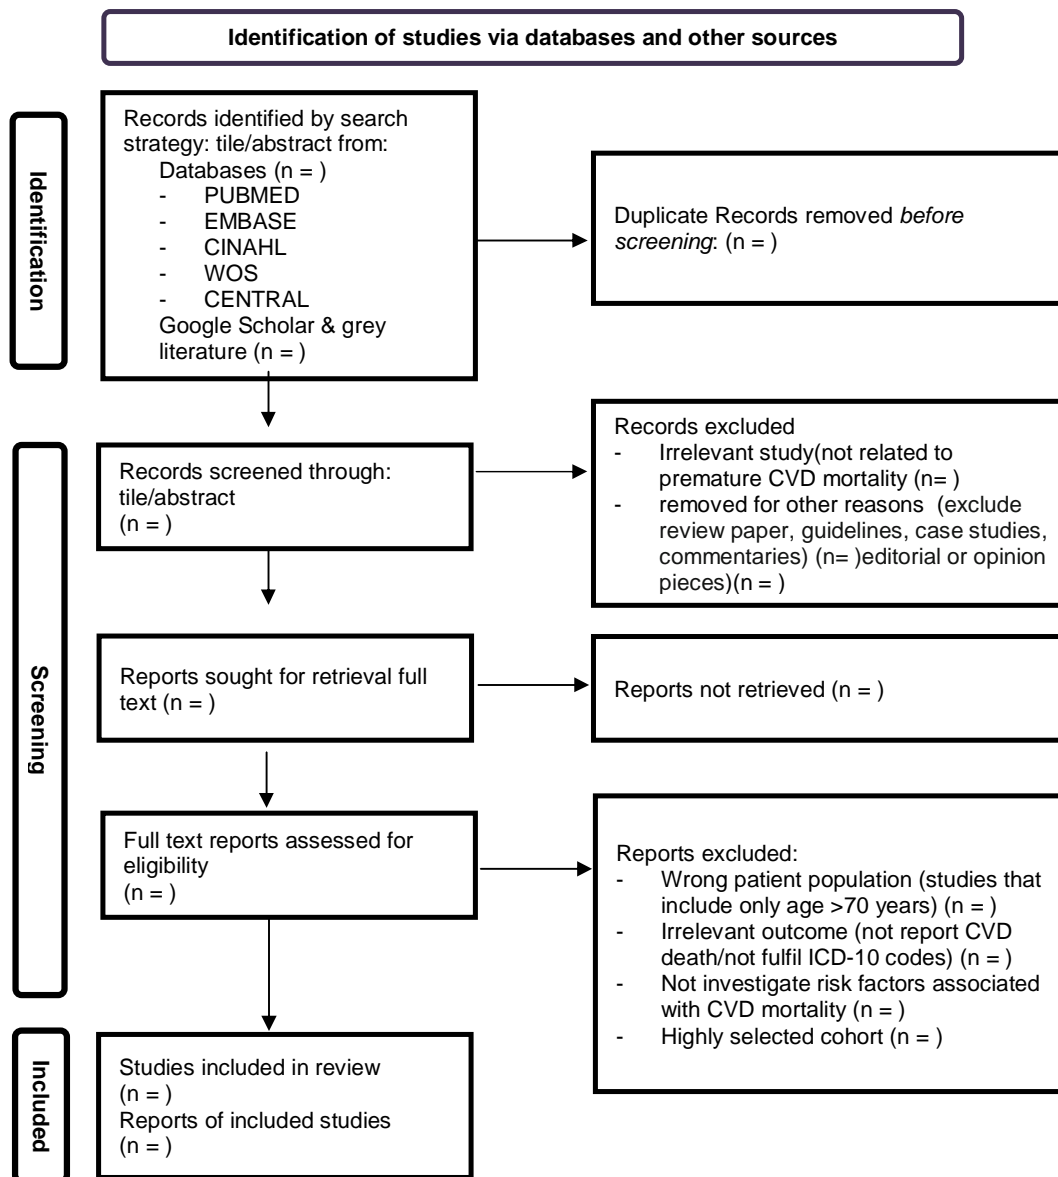 Identification of studies via databases and other sources
Identification
Records identified by search
strategy: tile/abstract from:
Databases (n = )
- PUBMED
- EMBASE
- CINAHL
- WOS
- CENTRAL
Google Scholar & grey
literature (n = )
Duplicate Records removed before
screening: (n = )
Screening
Records screened through:
tile/abstract
(n = )
Records excluded
- Irrelevant study(not related to
premature CVD mortality (n= )
- removed for other reasons (exclude
review paper, guidelines, case studies,
commentaries) (n= )editorial or opinion
pieces)(n = )
Reports sought for retrieval full
text (n = )
Reports not retrieved (n = )
Full text reports assessed for
eligibility
(n = )
Reports excluded:
- Wrong patient population (studies that
include only age >70 years) (n = )
- Irrelevant outcome (not report CVD
death/not fulfil ICD-10 codes) (n = )
- Not investigate risk factors associated
with CVD mortality (n = )
- Highly selected cohort (n = )
Included
Studies included in review
(n = )
Reports of included studies
(n = )